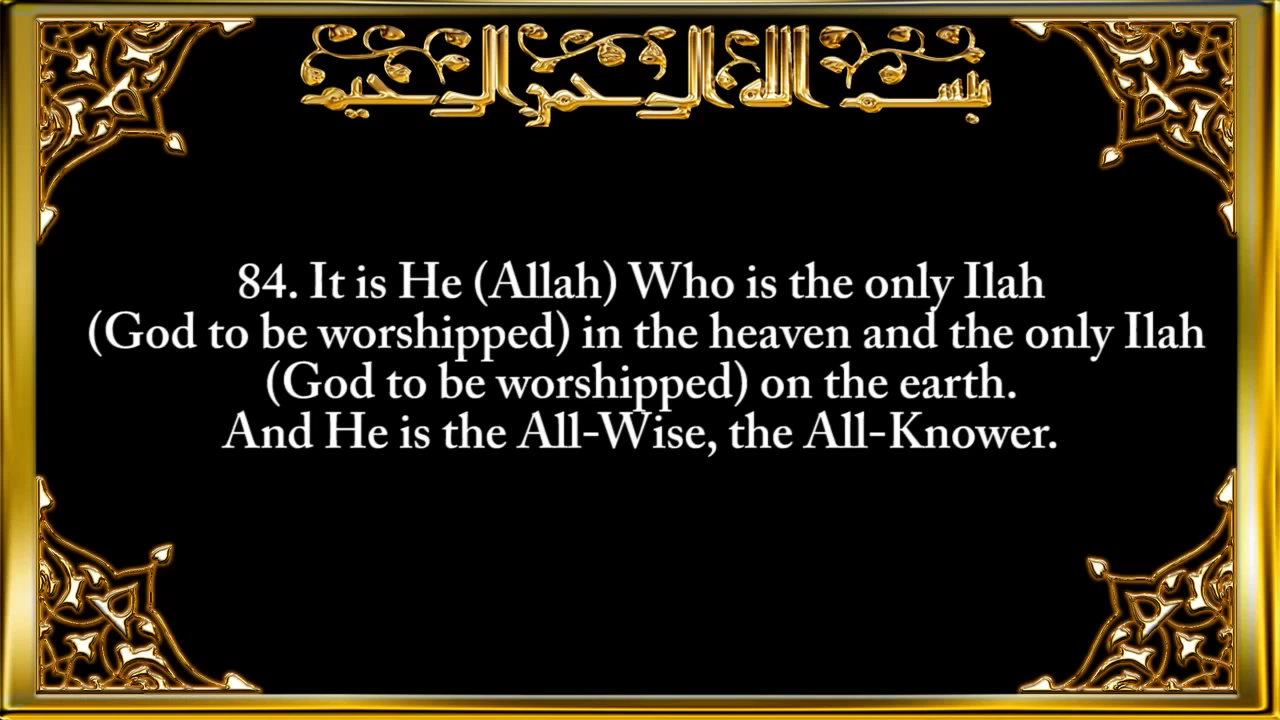 بسم الله الرحمن الرحيم
84. It is He (Allah) Who is the only Ilah
(God to be worshipped) in the heaven and the only Ilah
(God to be worshipped) on the earth.
And He is the All-Wise, the All-Knower.